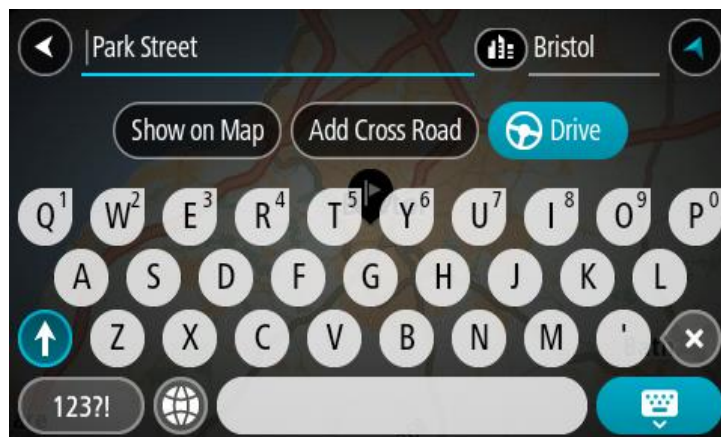 Park Street Bristol
Show on Map Add Cross Road Drive
Q1 W2 E3 R4 T5 Y6 U7 I8 O9 P0
A S D F G H J K L
Z X C V B N M '
123?!